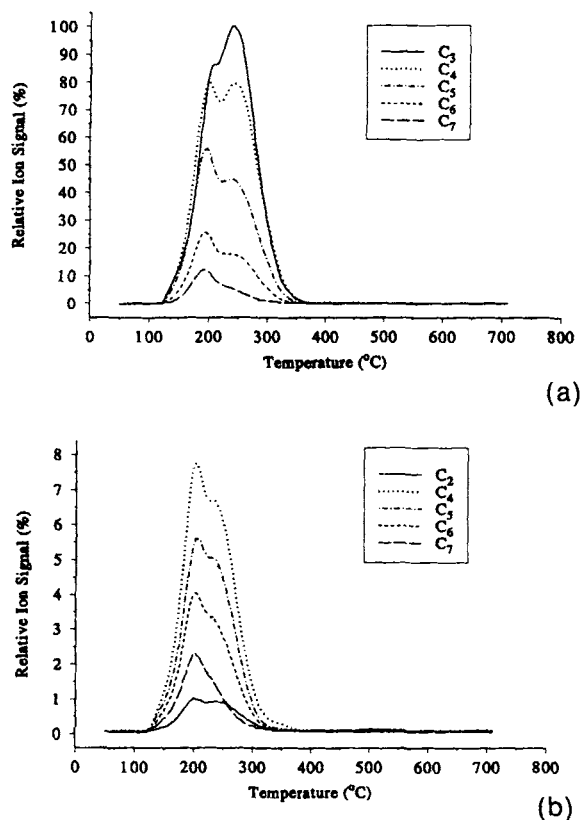 100
90
80
70
60
50
40
30
20
10
0
Relative Ion Signal (%)
C3
C4
C5
C6
C7
0 100 200 300 400 500 600 700 800
Temperature (°C)
(a)
8
7
6
5
4
3
2
1
0
Relative Ion Signal (%)
C2
C4
C5
C6
C7
0 100 200 300 400 500 600 700 800
Temperature (°C)
(b)